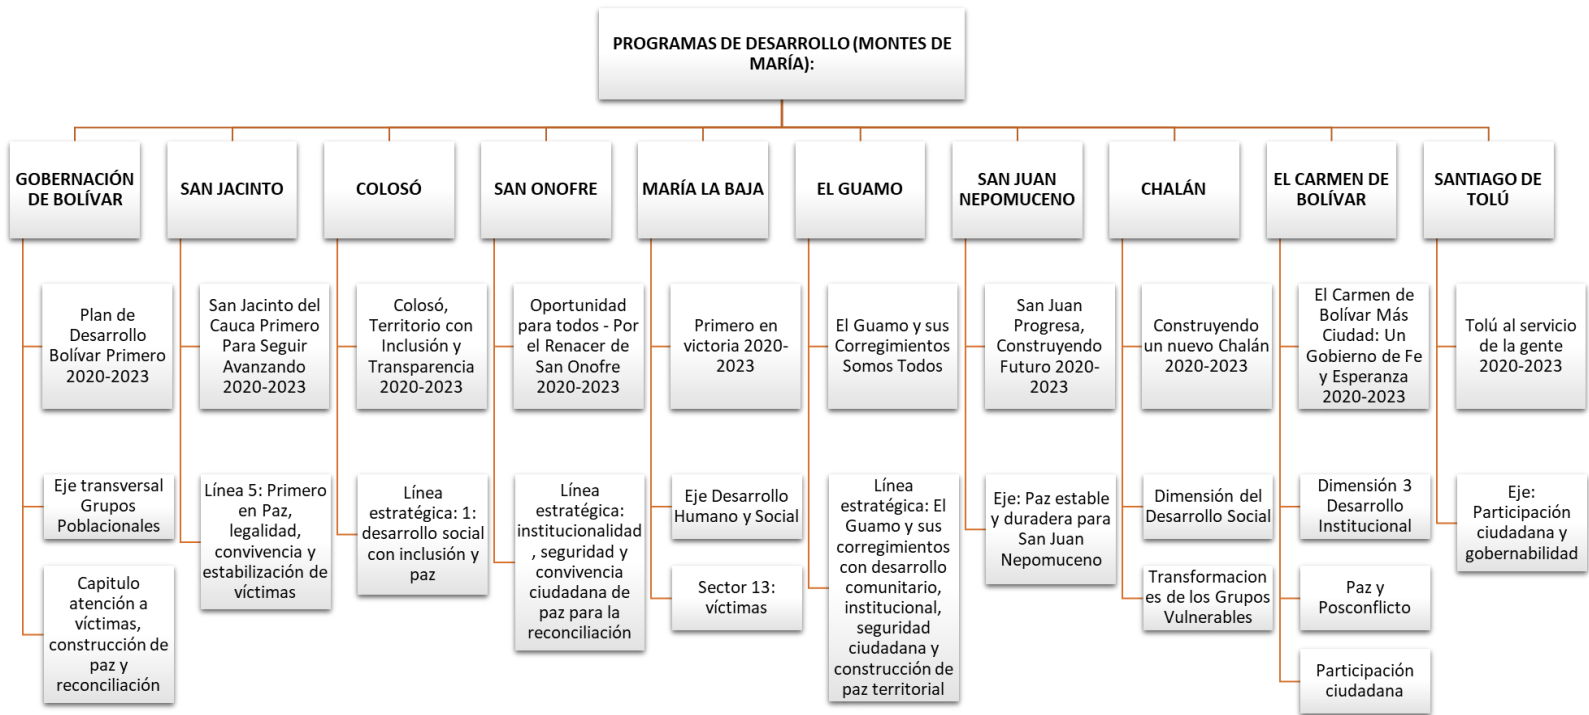 PROGRAMAS DE DESARROLLO (MONTES DE
MARÍA):
GOBERNACIÓN
DE BOLÍVAR
SAN JACINTO
COLOSÓ
SAN ONOFRE
MARÍA LA BAJA
EL GUAMO
SAN JUAN
NEPOMUCENO
CHALÁN
EL CARMEN DE
BOLÍVAR
SANTIAGO DE
TOLÚ
Plan de
Desarrollo
Bolívar Primero
2020-2023
San Jacinto del
Cauca Primero
Para Seguir
Avanzando
2020-2023
Colosó,
Territorio con
Inclusión y
Transparencia
2020-2023
Oportunidad
para todos - Por
el Renacer de
San Onofre
2020-2023
Primero en
victoria 2020-
2023
El Guamo y sus
Corregimientos
Somos Todos
San Juan
Progresa,
Construyendo
Futuro 2020-
2023
Construyendo
un nuevo Chalán
2020-2023
El Carmen de
Bolívar Más
Ciudad: Un
Gobierno de Fe
y Esperanza
2020-2023
Tolú al servicio
de la gente
2020-2023
Eje transversal
Grupos
Poblacionales
Línea 5: Primero
en Paz,
legalidad,
convivencia y
estabilización de
víctimas
Línea
estratégica: 1:
desarrollo social
con inclusión y
paz
Línea
estratégica:
institucionalidad
, seguridad y
convivencia
ciudadana de
paz para la
reconciliación
Eje Desarrollo
Humano y Social
Línea
estratégica: El
Guamo y sus
corregimientos
con desarrollo
comunitario,
institucional,
seguridad
ciudadana y
construcción de
paz territorial
Eje: Paz estable
y duradera para
San Juan
Nepomuceno
Dimensión del
Desarrollo Social
Dimensión 3
Desarrollo
Institucional
Eje:
Participación
ciudadana y
gobernabilidad
Capitulo
atención a
víctimas,
construcción de
paz y
reconciliación
Sector 13:
víctimas
Transformacion
es de los Grupos
Vulnerables
Paz y
Posconflicto
Participación
ciudadana